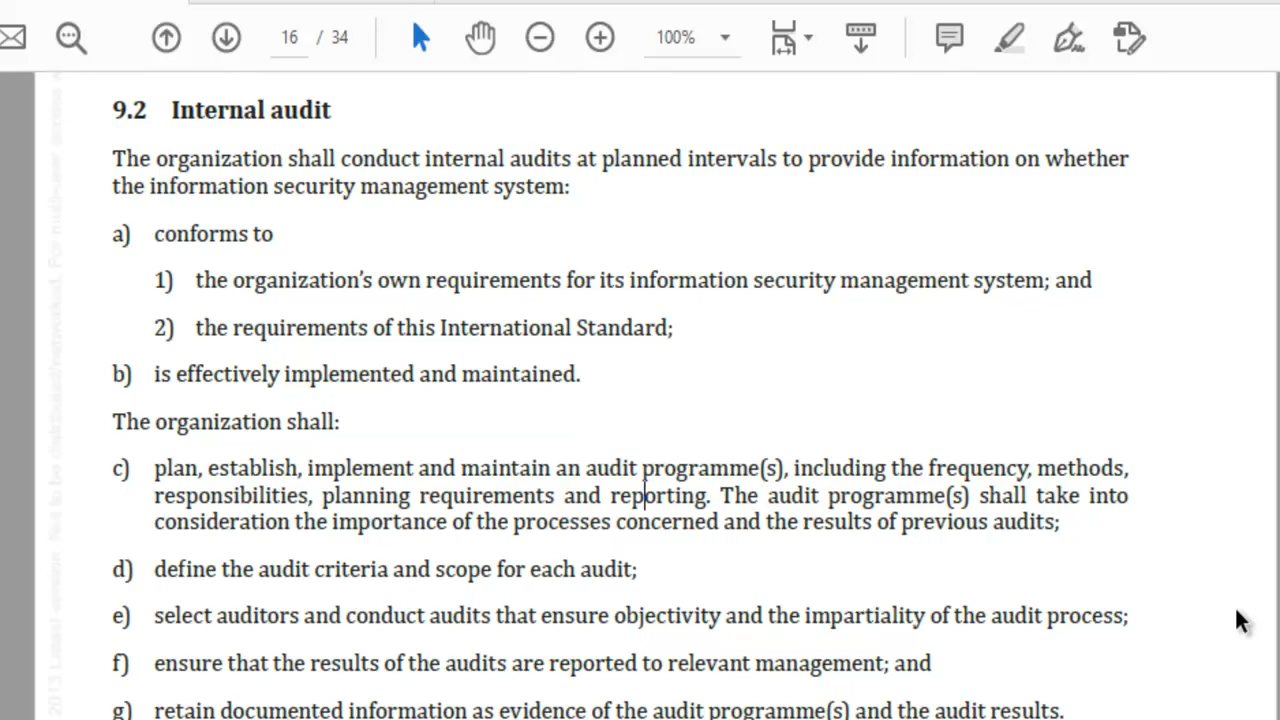 16 / 34
100%
9.2 Internal audit
The organization shall conduct internal audits at planned intervals to provide information on whether
the information security management system:
a) conforms to
1) the organization’s own requirements for its information security management system; and
2) the requirements of this International Standard;
b) is effectively implemented and maintained.
The organization shall:
c) plan, establish, implement and maintain an audit programme(s), including the frequency, methods,
responsibilities, planning requirements and reporting. The audit programme(s) shall take into
consideration the importance of the processes concerned and the results of previous audits;
d) define the audit criteria and scope for each audit;
e) select auditors and conduct audits that ensure objectivity and the impartiality of the audit process;
f) ensure that the results of the audits are reported to relevant management; and
g) retain documented information as evidence of the audit programme(s) and the audit results.